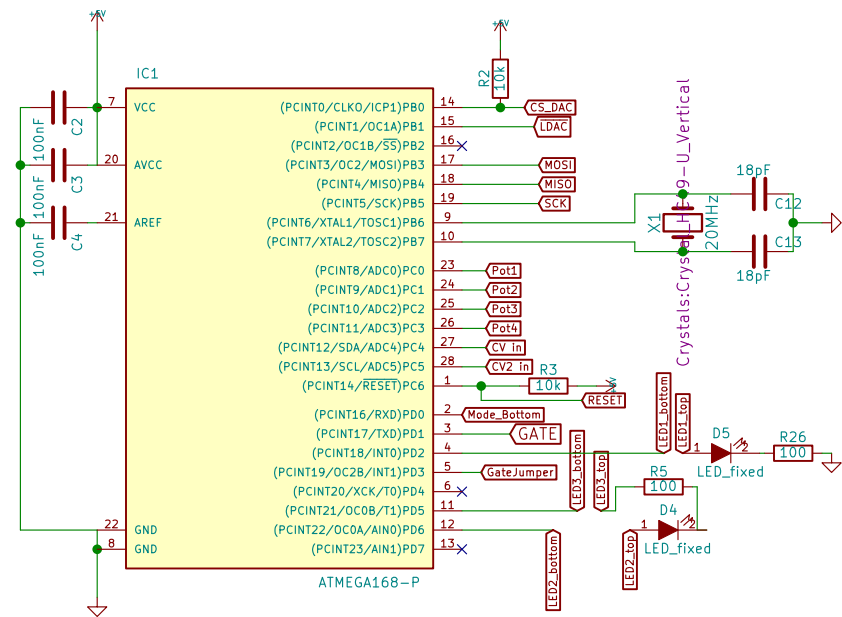 +5V
+5V
IC1
R2
10k
7
VCC
(PCINT0/CLKO/ICP1)PB0
14
CS_DAC
100nF
C2
(PCINT1/OC1A)PB1
15
LDAC
(PCINT2/OC1B/SS)PB2
16
20
AVCC
(PCINT3/OC2/MOSI)PB3
17
MOSI
100nF
C3
(PCINT4/MISO)PB4
18
MISO
(PCINT5/SCK)PB5
19
SCK
21
AREF
(PCINT6/XTAL1/TOSC1)PB6
9
100nF
C4
(PCINT7/XTAL2/TOSC2)PB7
10
18pF
C12
X1
20MHz
C13
18pF
(PCINT8/ADC0)PC0
23
Pot1
(PCINT9/ADC1)PC1
24
Pot2
(PCINT10/ADC2)PC2
25
Pot3
(PCINT11/ADC3)PC3
26
Pot4
(PCINT12/SDA/ADC4)PC4
27
CV in
(PCINT13/SCL/ADC5)PC5
28
CV2 in
(PCINT14/RESET)PC6
1
R3
10k
RESET
(PCINT16/RXD)PD0
2
Mode_Bottom
(PCINT17/TXD)PD1
3
GATE
(PCINT18/INT0)PD2
4
LED1_bottom
LED1_top
1
D5
2
LED_fixed
R26
100
(PCINT19/OC2B/INT1)PD3
5
GateJumper
LED3_bottom
LED3_top
R5
100
(PCINT20/XCK/T0)PD4
6
(PCINT21/OC0B/T1)PD5
11
22
GND
(PCINT22/OC0A/AIN0)PD6
12
LED2_bottom
LED2_top
1
D4
2
LED_fixed
8
GND
(PCINT23/AIN1)PD7
13
ATMEGA168-P